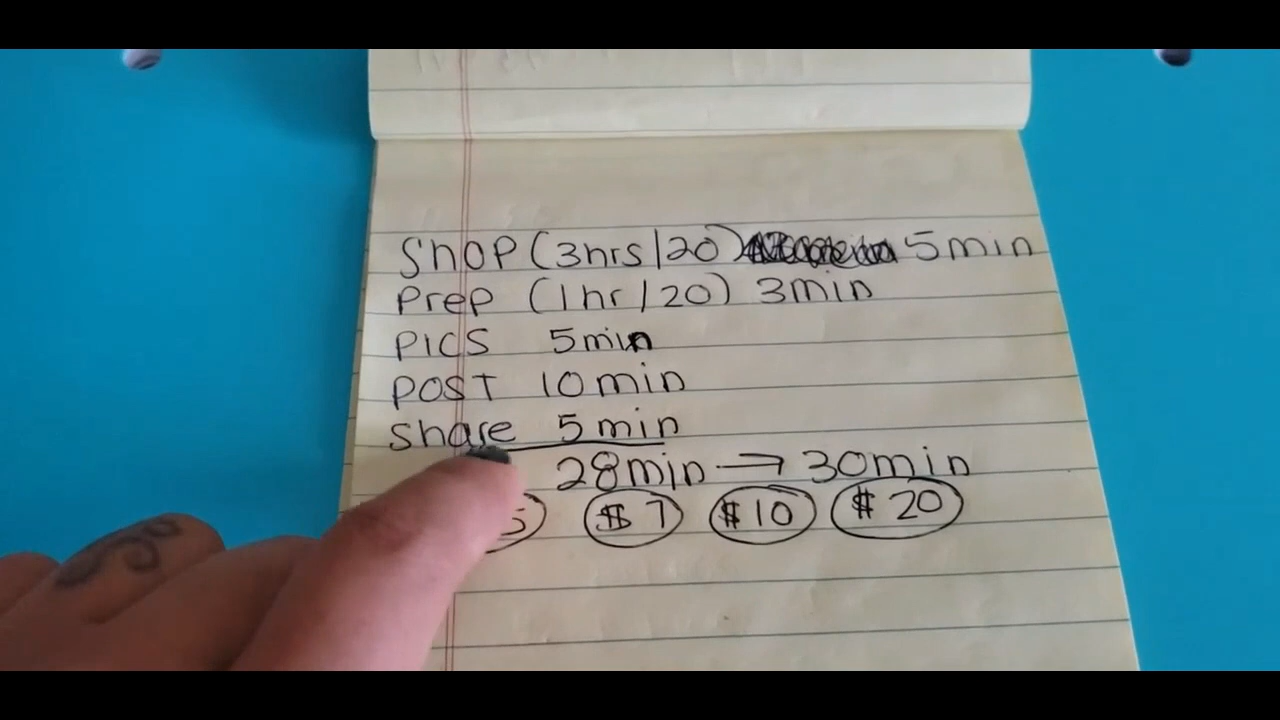 Shop (3hrs/20) 5min
Prep (1hr/20) 3min
PICS 5min
POST 10min
share 5min
28min → 30min
5 $7 $10 $20